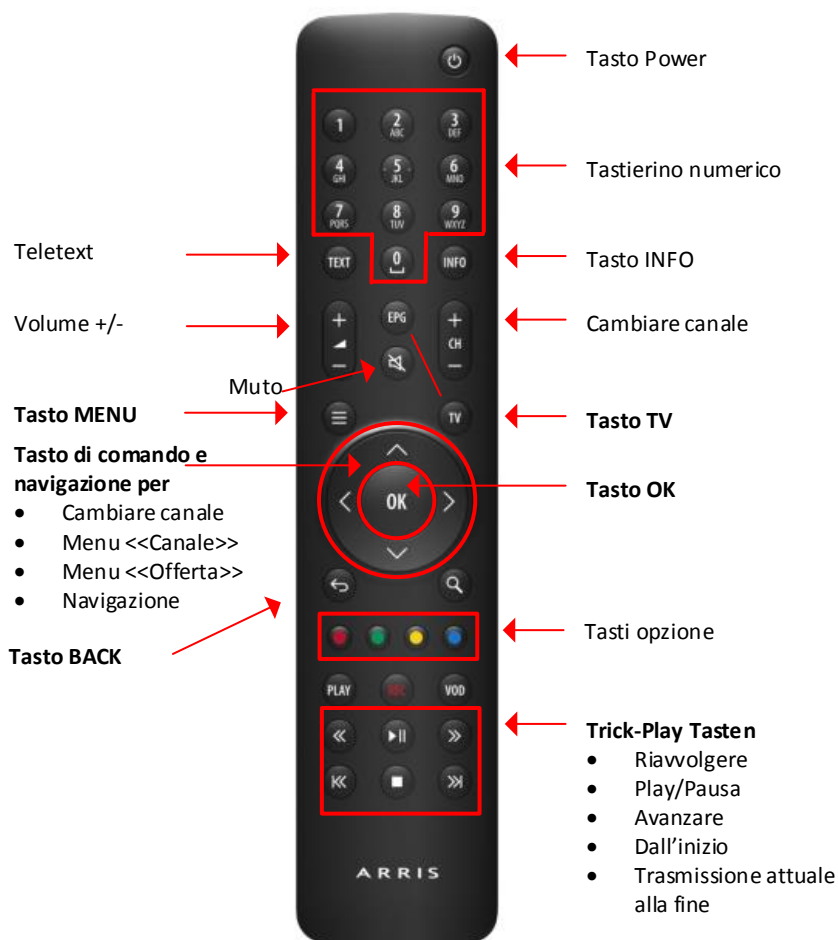 Tasto Power
1
2
ABC
3
DEF
4
GHI
5
JKL
6
MNO
Tastierino numerico
7
PQRS
8
TUV
9
WXYZ
Teletext
TEXT
0
INFO
Tasto INFO
Volume +/-
+
EPG
+
Cambiare canale
CH
−
−
Muto
Tasto MENU
TV
Tasto TV
Tasto di comando e
navigazione per
• Cambiare canale
• Menu <<Canale>>
• Menu <<Offerta>>
• Navigazione
OK
Tasto OK
Tasto BACK
Tasti opzione
PLAY
REC
VOD
Trick-Play Tasten
• Riavvolgere
• Play/Pausa
• Avanzare
• Dall'inizio
• Trasmissione attuale
alla fine
ARRIS